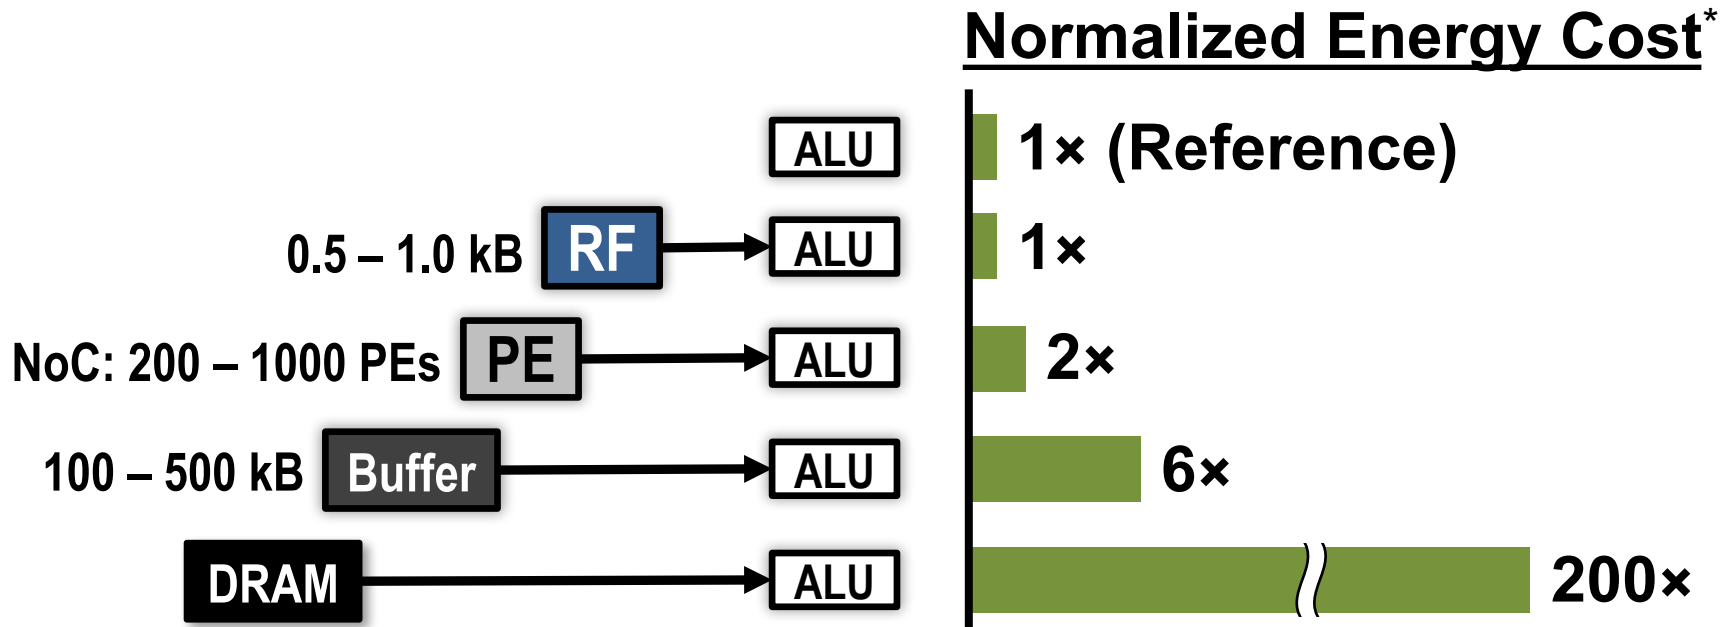 Normalized Energy Cost*
ALU 1× (Reference)
0.5 – 1.0 kB RF ALU 1×
NoC: 200 – 1000 PEs PE ALU 2×
100 – 500 kB Buffer ALU 6×
DRAM ALU 200×